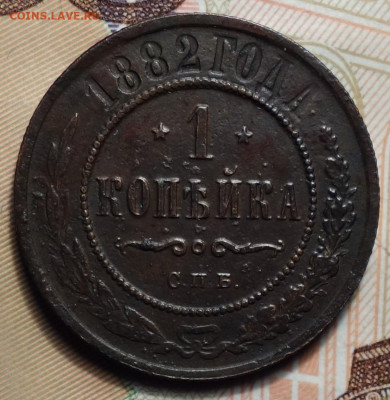 COINS.LAVE.RU
1882 ГОДА.
1
КОПѢЙКА
С.П.Б.